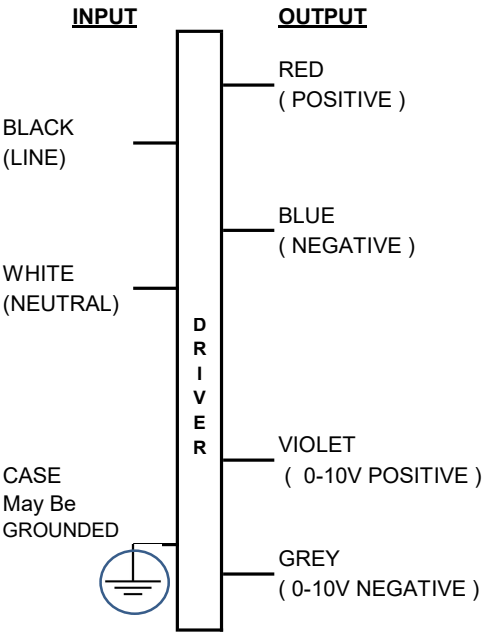 INPUT
OUTPUT
RED
( POSITIVE )
BLACK
(LINE)
BLUE
( NEGATIVE )
WHITE
(NEUTRAL)
D
R
I
V
E
R
VIOLET
( 0-10V POSITIVE )
CASE
May Be
GROUNDED
GREY
( 0-10V NEGATIVE )